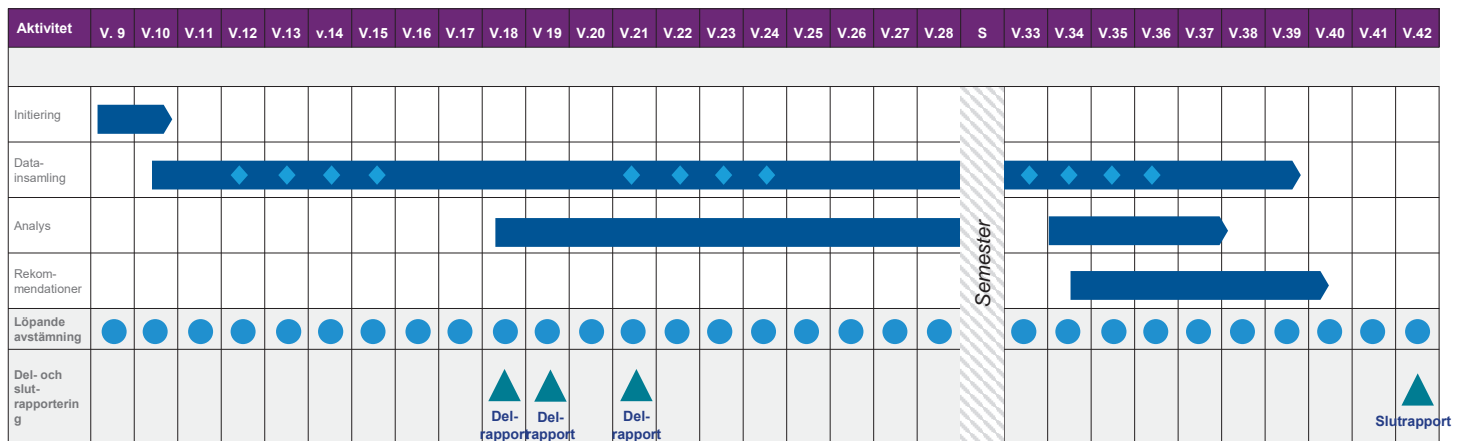 Aktivitet V. 9 V.10 V.11 V.12 V.13 v.14 V.15 V.16 V.17 V.18 V 19 V.20 V.21 V.22 V.23 V.24 V.25 V.26 V.27 V.28 S V.33 V.34 V.35 V.36 V.37 V.38 V.39 V.40 V.41 V.42
Initiering
Data-
insamling
Analys
Rekom-
mendationer
Semester
Löpande
avstämning
Del- och
slut-
rapporterin
g
Del-
rapport
Del-
rapport
Del-
rapport
Slutrapport